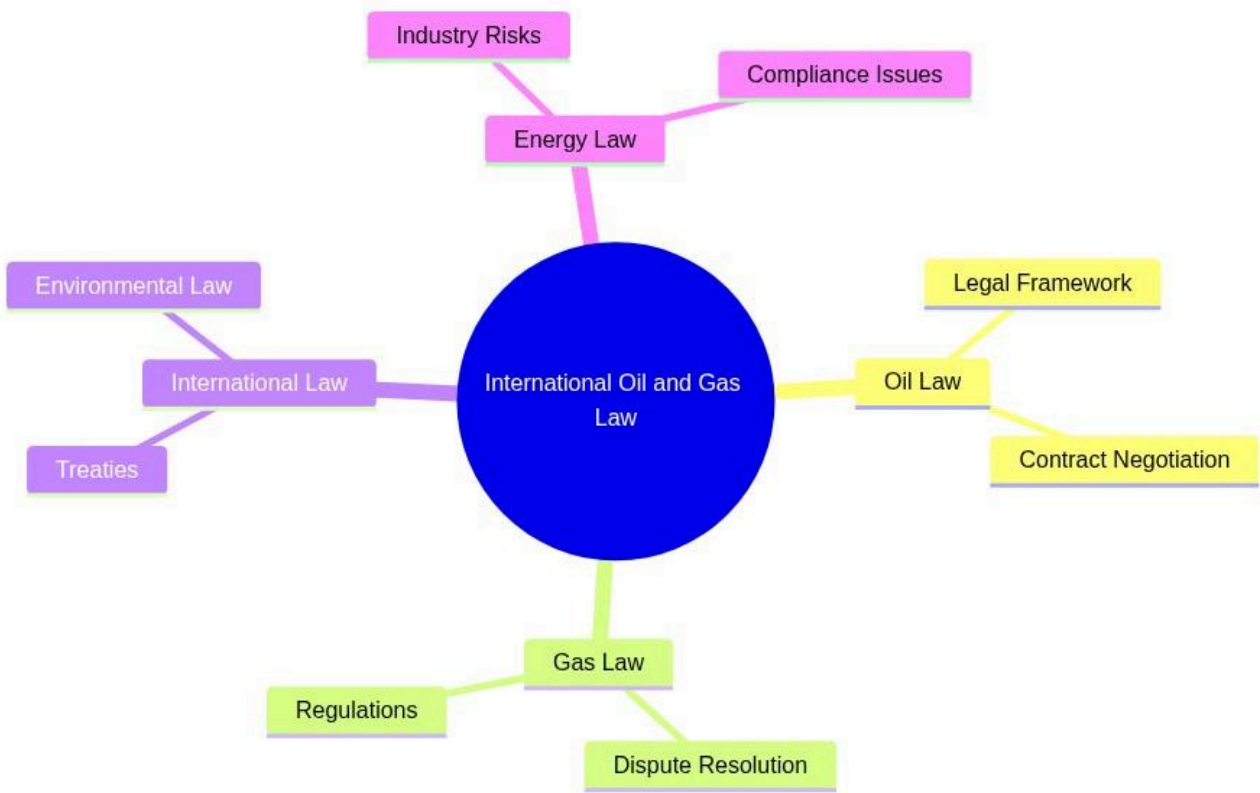 Industry Risks
Compliance Issues
Energy Law
Environmental Law
Legal Framework
International Law
International Oil and Gas
Law
Oil Law
Treaties
Contract Negotiation
Gas Law
Regulations
Dispute Resolution